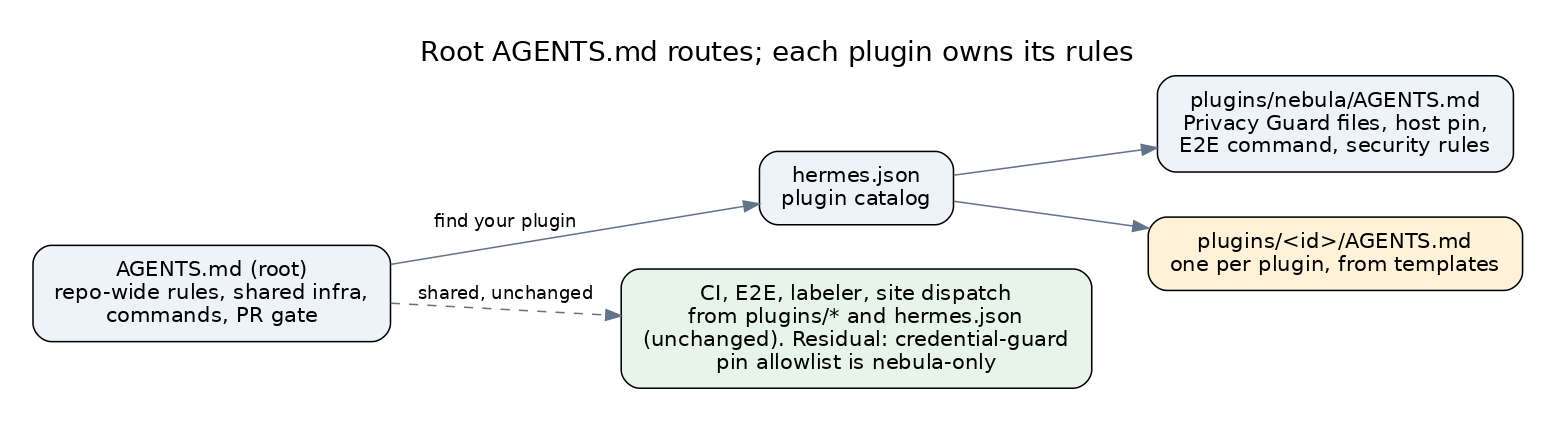 Root AGENTS.md routes; each plugin owns its rules
plugins/nebula/AGENTS.md
Privacy Guard files, host pin,
E2E command, security rules
hermes.json
plugin catalog
find your plugin
plugins/<id>/AGENTS.md
one per plugin, from templates
AGENTS.md (root)
repo-wide rules, shared infra,
commands, PR gate
shared, unchanged
CI, E2E, labeler, site dispatch
from plugins/* and hermes.json
(unchanged). Residual: credential-guard
pin allowlist is nebula-only